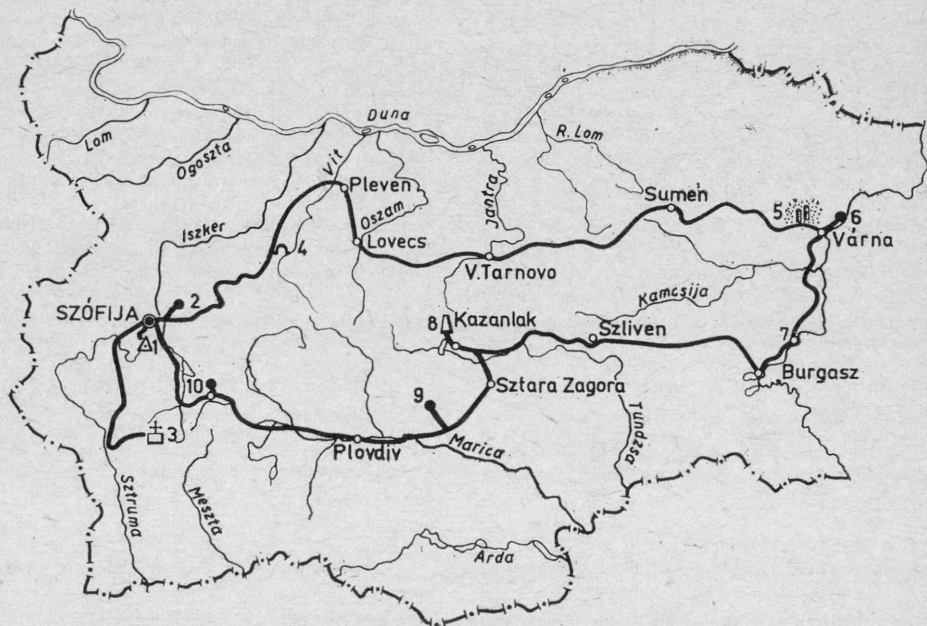 Duna
Lom
R. Lom
Ogoszta
Vit
Jantra
Pleven
Sumen
Oszam
5
6
Iszker
Várna
Lovecs
4
V. Tarnovo
Kamcsija
2
SZÓFIJA
8
Kazanlak
Szliven
7
1
Burgasz
10
Sztara Zagora
9
3
Plovdiv
Marica
Tundzsa
Sztruma
Meszta
Arda